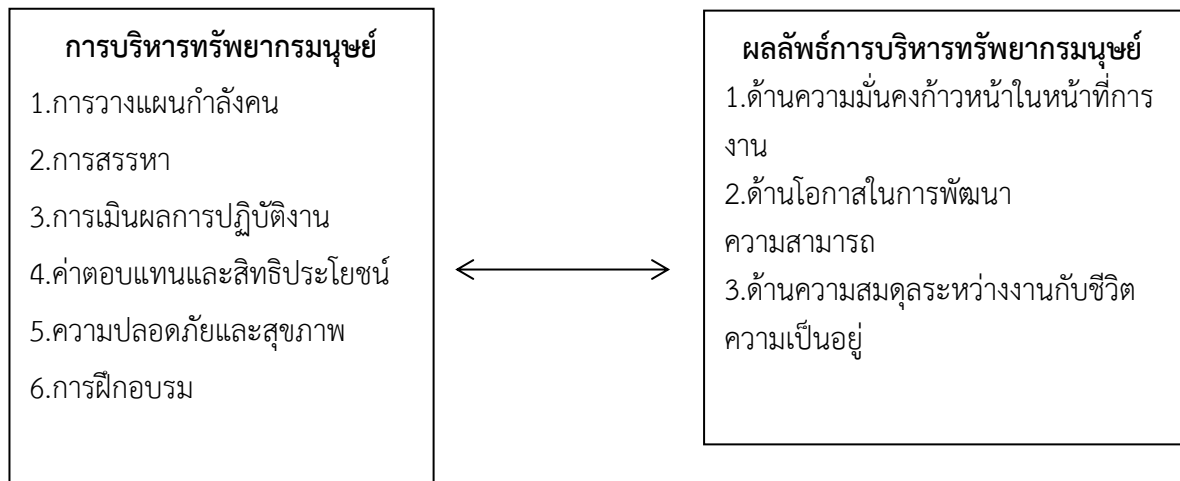 การบริหารทรัพยากรมนุษย์
1.การวางแผนกำลังคน
2.การสรรหา
3.การเมินผลการปฏิบัติงาน
4.ค่าตอบแทนและสิทธิประโยชน์
5.ความปลอดภัยและสุขภาพ
6.การฝึกอบรม
ผลลัพธ์การบริหารทรัพยากรมนุษย์
1.ด้านความมั่นคงก้าวหน้าในหน้าที่การ
งาน
2.ด้านโอกาสในการพัฒนา
ความสามารถ
3.ด้านความสมดุลระหว่างงานกับชีวิต
ความเป็นอยู่